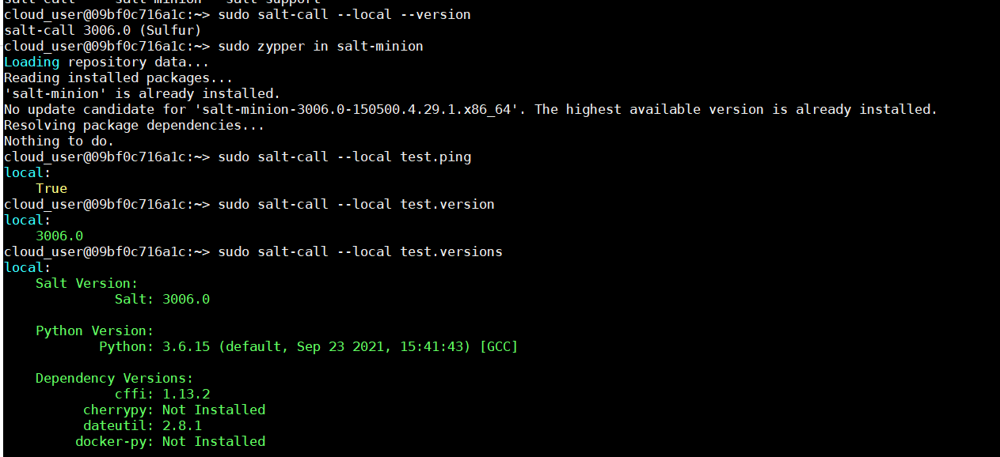 salt-call salt-minion salt-support
cloud_user@09bf0c716a1c:~> sudo salt-call --local --version
salt-call 3006.0 (Sulfur)
cloud_user@09bf0c716a1c:~> sudo zypper in salt-minion
Loading repository data...
Reading installed packages...
'salt-minion' is already installed.
No update candidate for 'salt-minion-3006.0-150500.4.29.1.x86_64'. The highest available version is already installed.
Resolving package dependencies...
Nothing to do.
cloud_user@09bf0c716a1c:~> sudo salt-call --local test.ping
local:
    True
cloud_user@09bf0c716a1c:~> sudo salt-call --local test.version
local:
    3006.0
cloud_user@09bf0c716a1c:~> sudo salt-call --local test.versions
local:
    Salt Version:
              Salt: 3006.0
    Python Version:
            Python: 3.6.15 (default, Sep 23 2021, 15:41:43) [GCC]
    Dependency Versions:
              cffi: 1.13.2
          cherrypy: Not Installed
          dateutil: 2.8.1
         docker-py: Not Installed